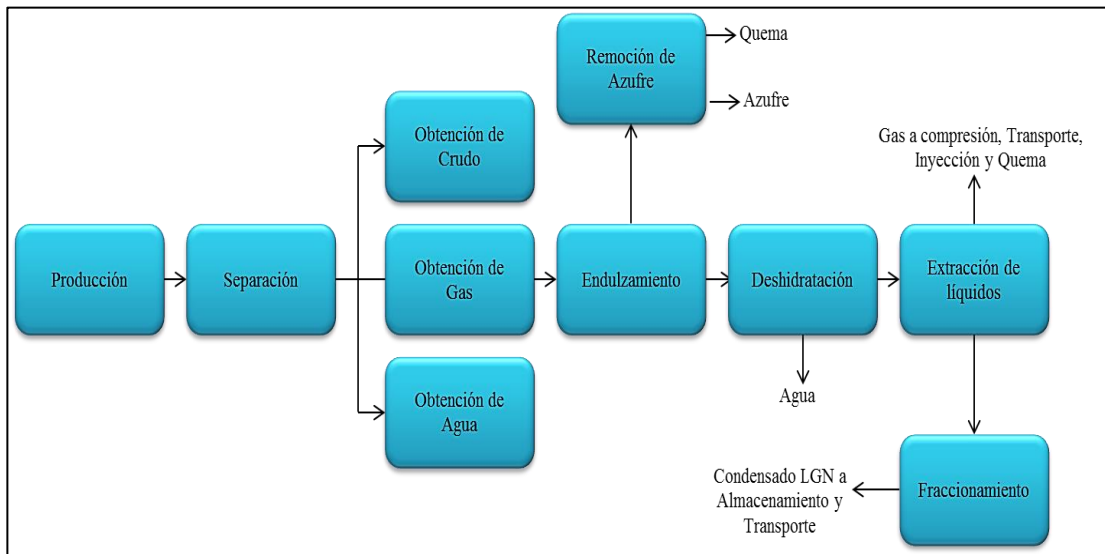 Quema
Remoción de
Azufre
Azufre
Obtención de
Crudo
Gas a compresión, Transporte,
Inyección y Quema
Producción
Separación
Obtención de
Gas
Endulzamiento
Deshidratación
Extracción de
líquidos
Obtención de
Agua
Agua
Condensado LGN a
Almacenamiento y
Transporte
Fraccionamiento